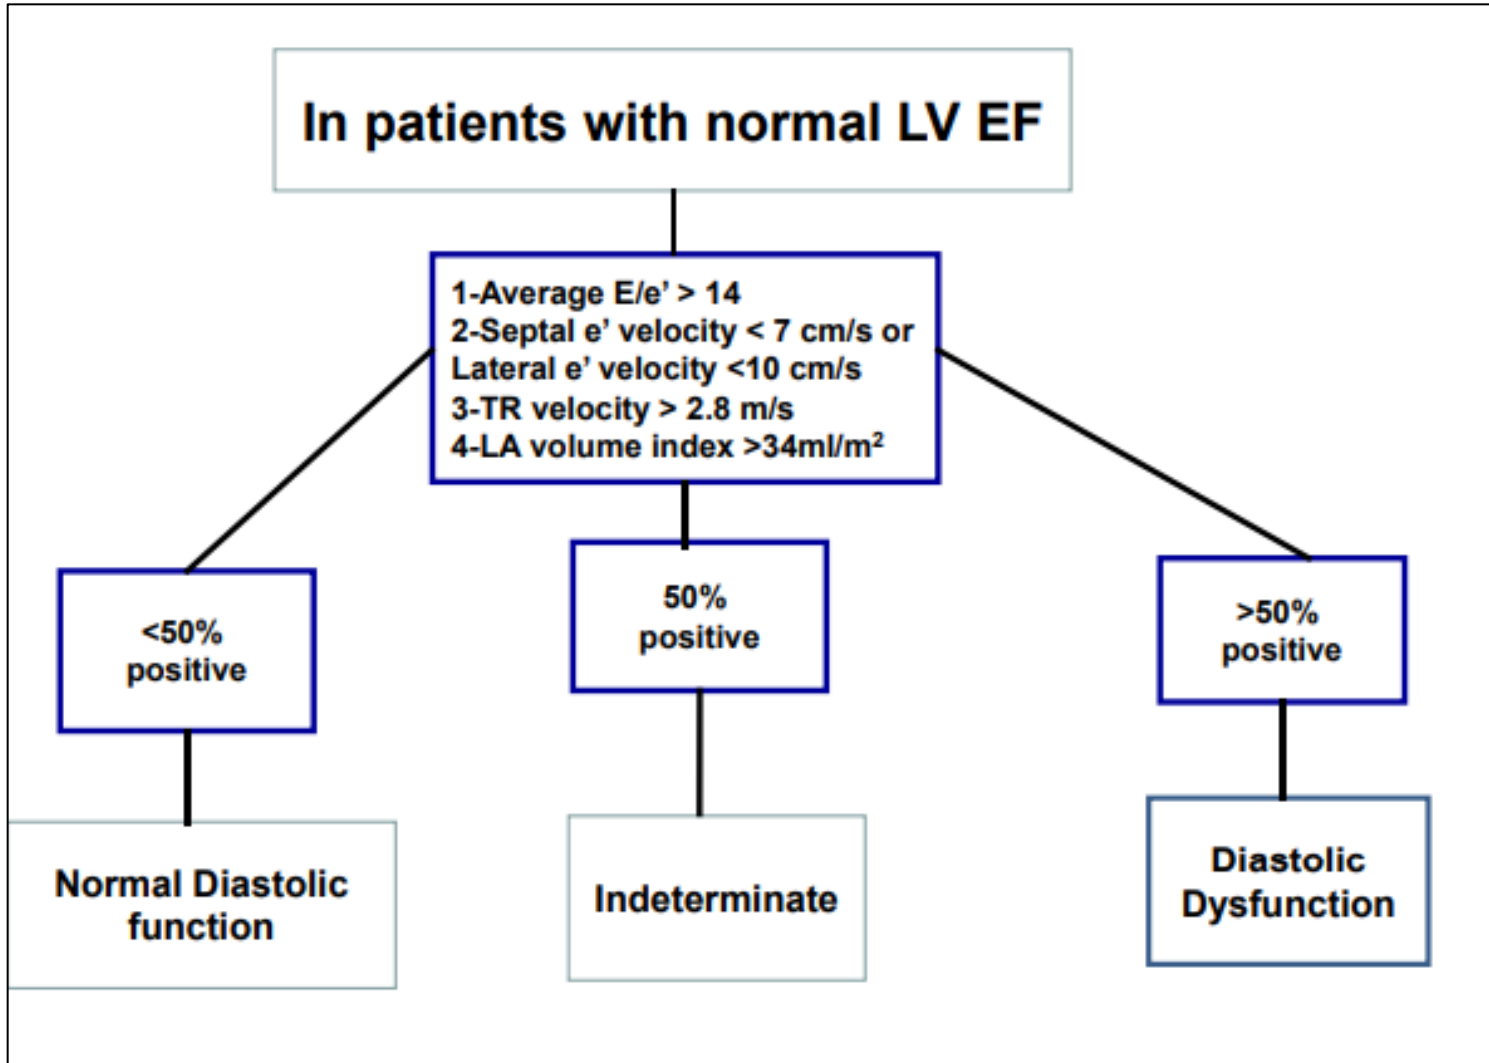 In patients with normal LV EF
1-Average E/e’ > 14
2-Septal e’ velocity < 7 cm/s or
Lateral e’ velocity <10 cm/s
3-TR velocity > 2.8 m/s
4-LA volume index >34ml/m²
<50%
positive
50%
positive
>50%
positive
Normal Diastolic
function
Indeterminate
Diastolic
Dysfunction